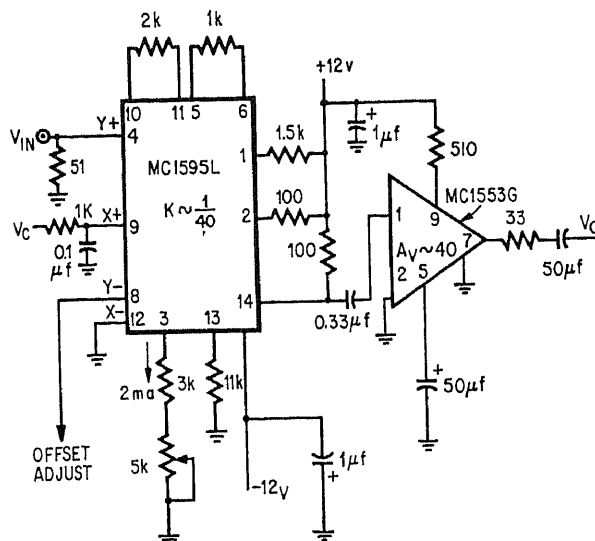 2k
1k
+12v
10
11
5
6
VIN
Y+
4
1
1.5k
+
1µf
510
51
MC1595L
MC1553G
K~1/40
2
100
1
9
7
33
VO
VC
1K
X+
9
0.1
µf
100
AV~40
2
5
50µf
Y-
8
X-
12
3
13
14
0.33µf
2ma
3k
11k
+
50µf
OFFSET
ADJUST
5k
-12V
1µf
+